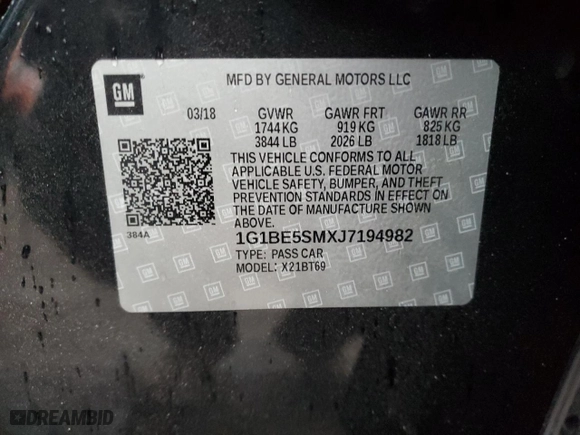 GM
MFD BY GENERAL MOTORS LLC
03/18 GVWR GAWR FRT GAWR RR
1744 KG 919 KG 825 KG
3844 LB 2026 LB 1818 LB
THIS VEHICLE CONFORMS TO ALL
APPLICABLE U.S. FEDERAL MOTOR
VEHICLE SAFETY, BUMPER, AND THEFT
PREVENTION STANDARDS IN EFFECT ON
THE DATE OF MANUFACTURE SHOWN
ABOVE.
384A
1G1BE5SMXJ7194982
TYPE: PASS CAR
MODEL: X21BT69
DREAMBID